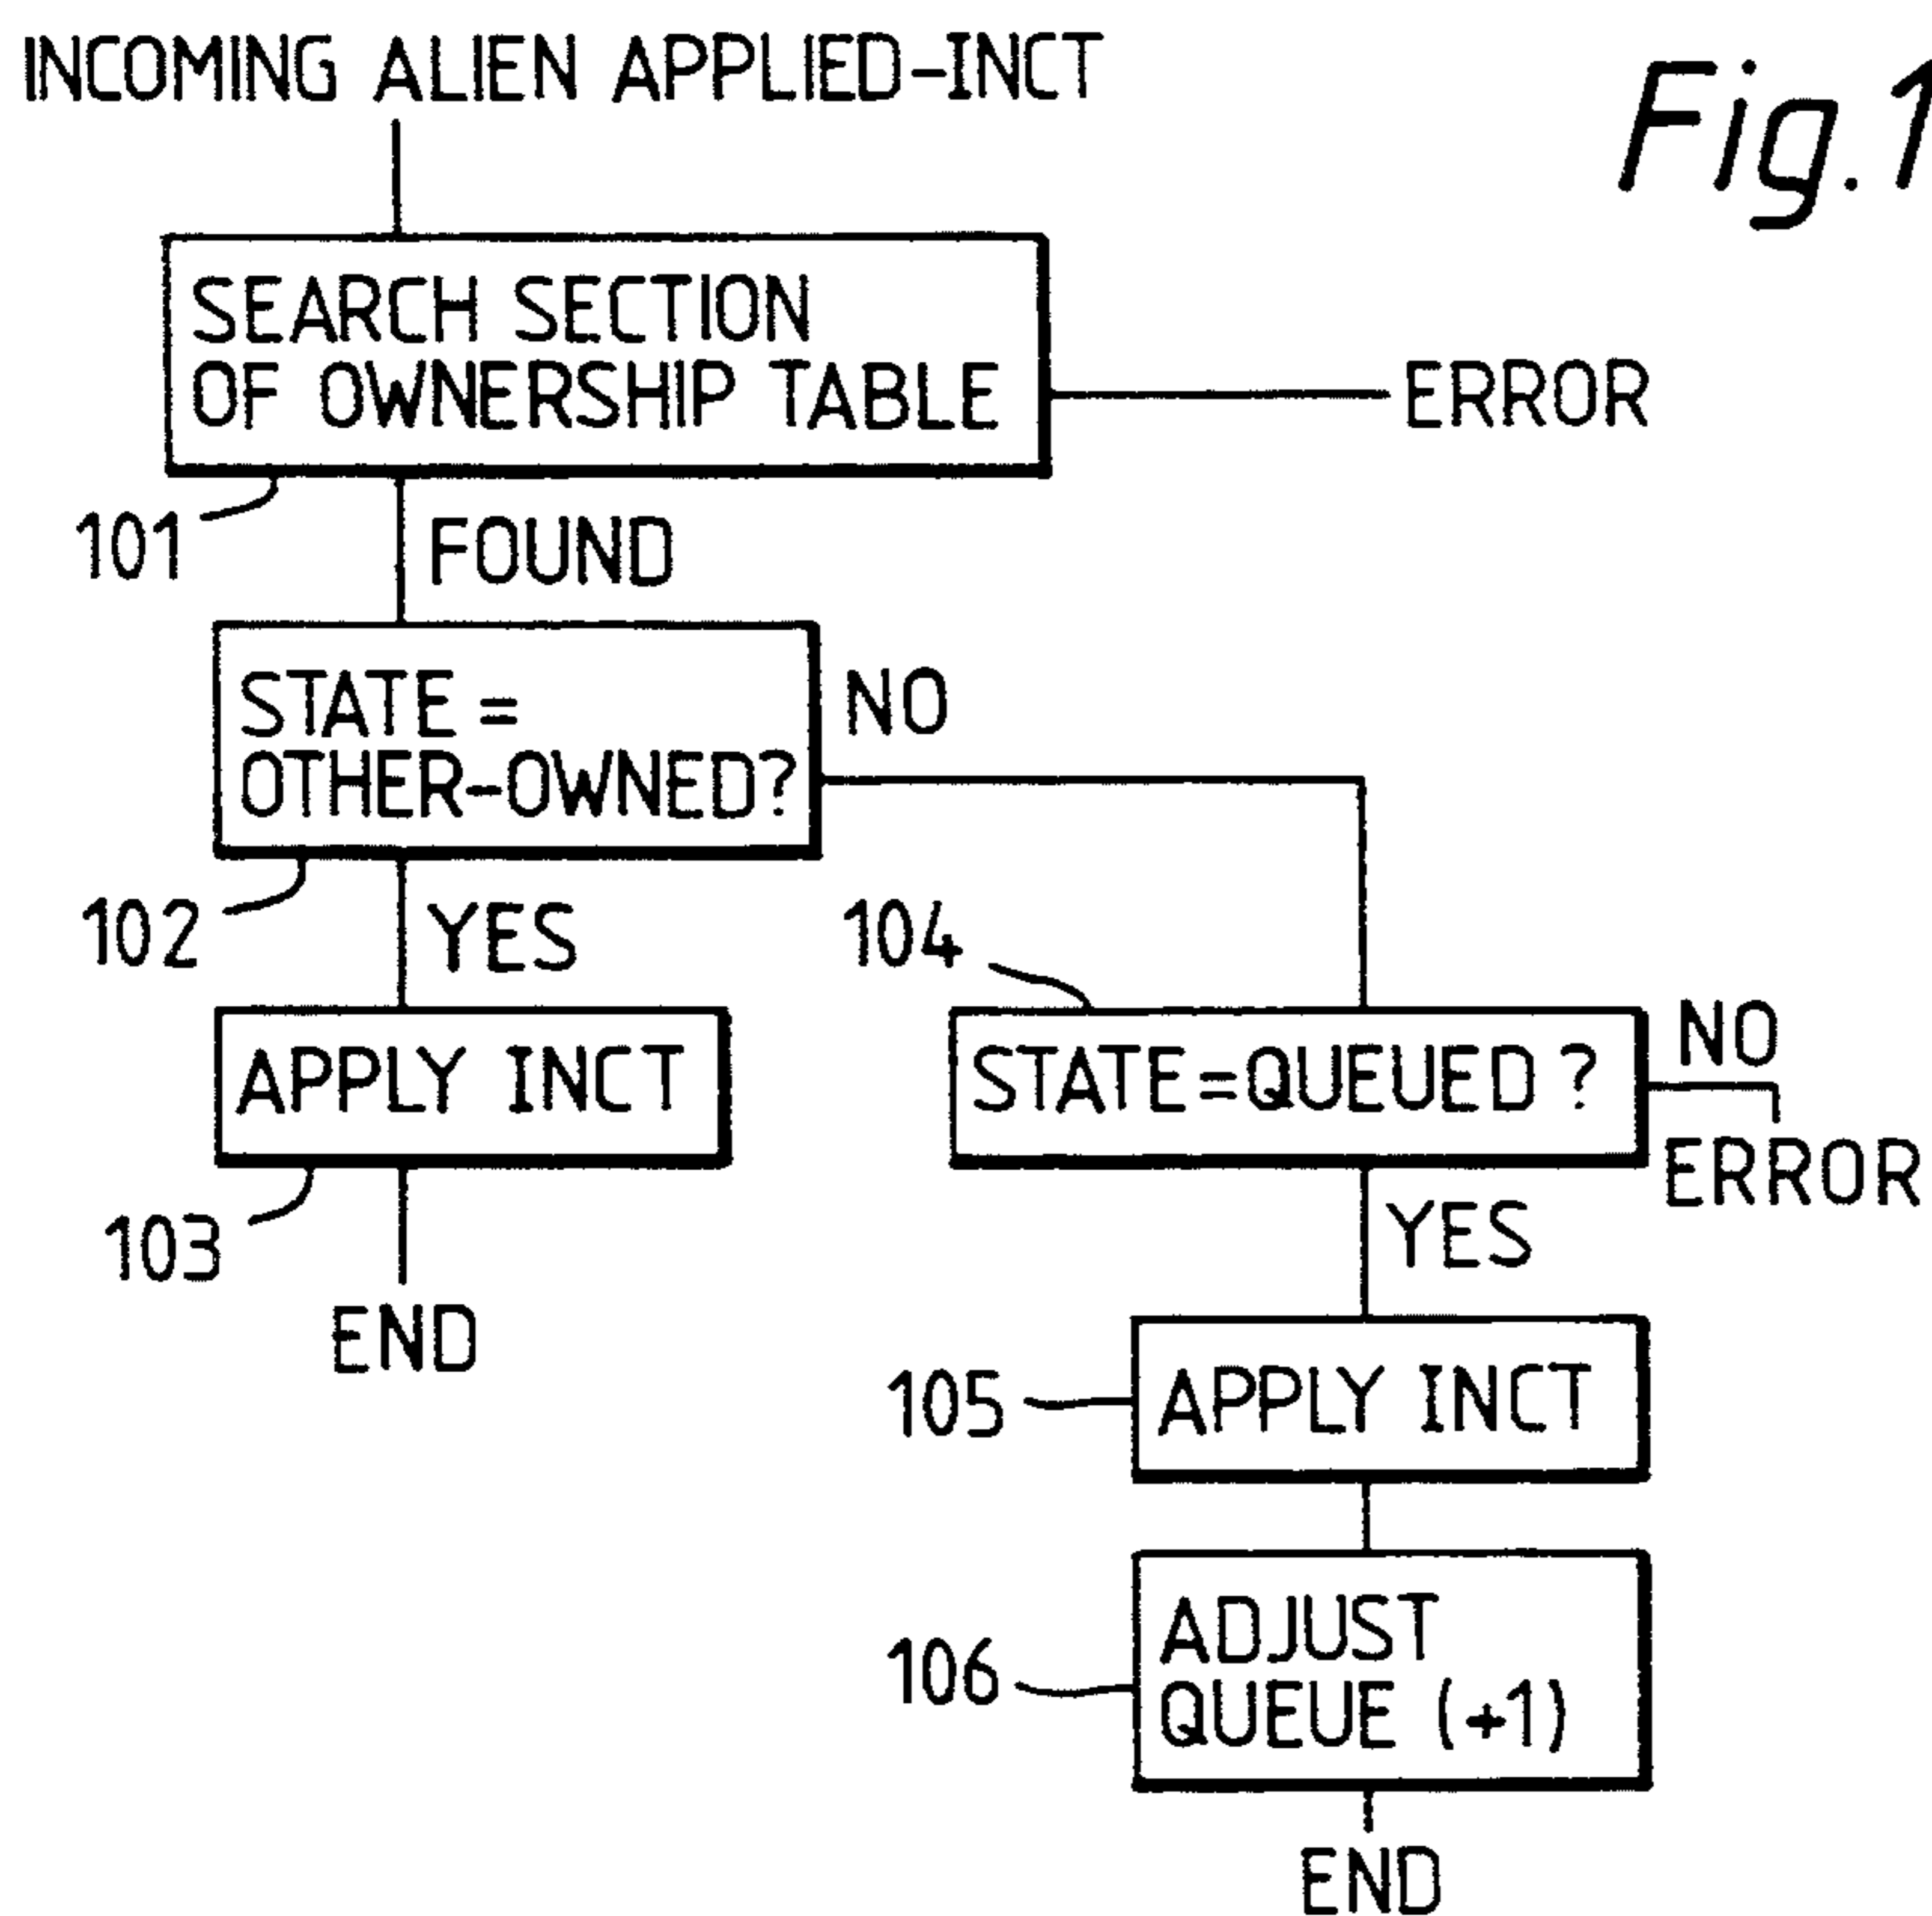 INCOMING ALIEN APPLIED-INCT
Fig.1
SEARCH SECTION
OF OWNERSHIP TABLE
ERROR
101
FOUND
STATE =
OTHER-OWNED?
NO
102
YES
104
APPLY INCT
STATE=QUEUED ?
NO
ERROR
103
YES
END
105
APPLY INCT
106
ADJUST
QUEUE (+1)
END